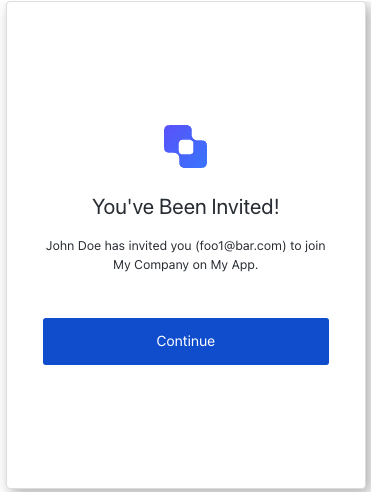 You've Been Invited!
John Doe has invited you (foo1@bar.com) to join
My Company on My App.
Continue